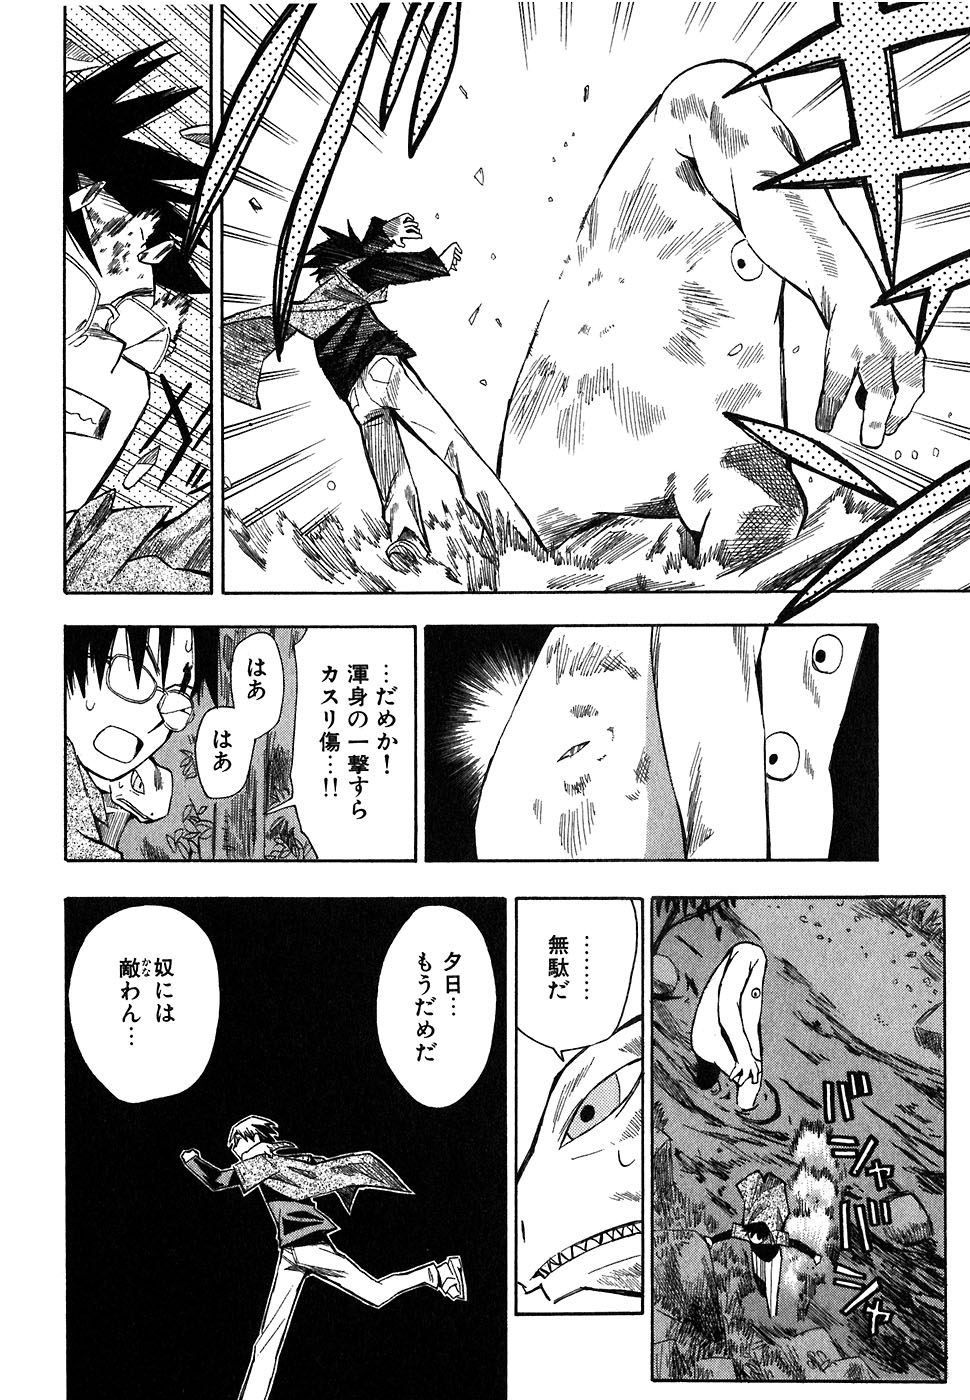 …だめか！
渾身の一撃すら
カスリ傷…!!
はあ
はあ
バシャ
バシャ
………
無駄だ
夕日…
もうだめだ
奴には
敵わん…
かな